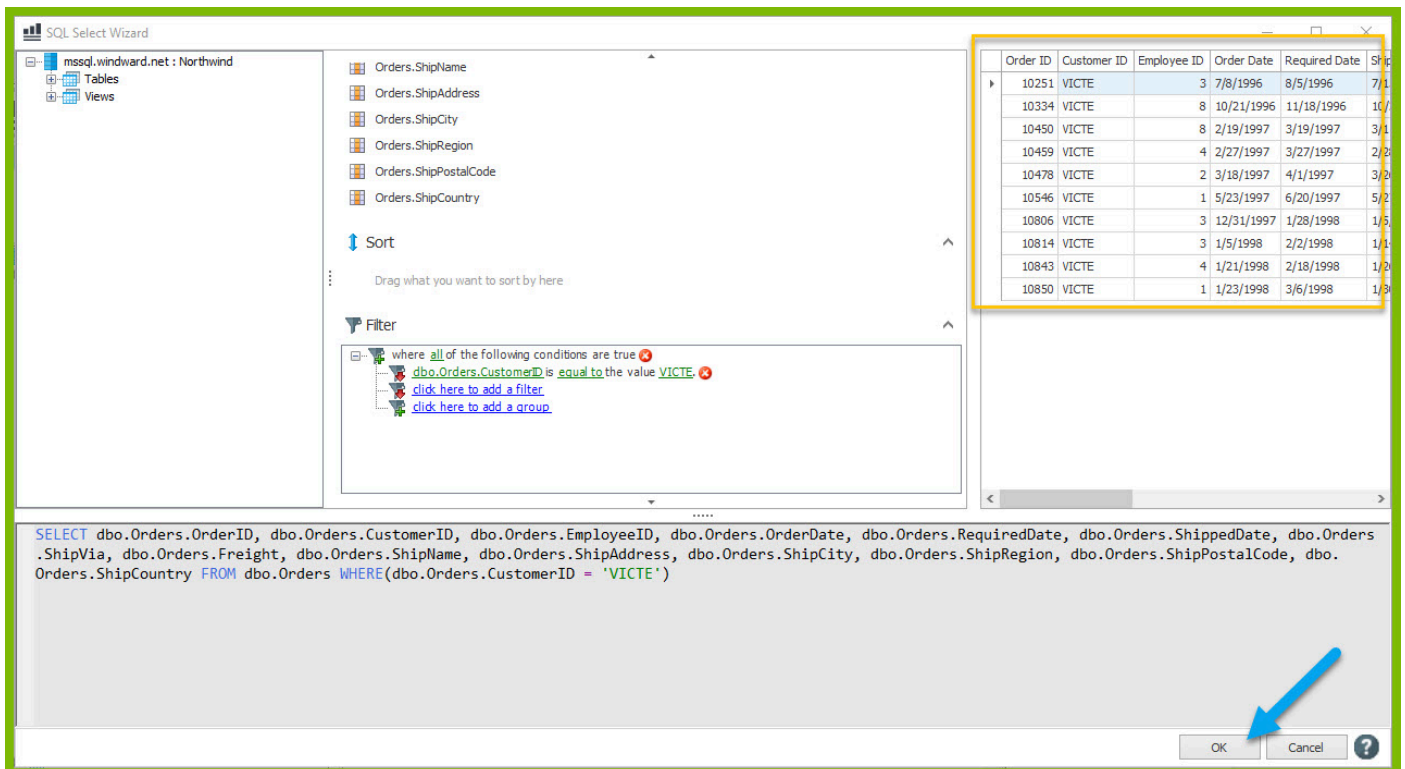 SQL Select Wizard
mssql.windward.net : Northwind
Tables
Views
Orders.ShipName
Orders.ShipAddress
Orders.ShipCity
Orders.ShipRegion
Orders.ShipPostalCode
Orders.ShipCountry
Sort
Drag what you want to sort by here
Filter
where all of the following conditions are true
dbo.Orders.CustomerID is equal to the value VICTE.
click here to add a filter
click here to add a group
Order ID Customer ID Employee ID Order Date Required Date
10251 VICTE 3 7/8/1996 8/5/1996
10334 VICTE 8 10/21/1996 11/18/1996
10450 VICTE 8 2/19/1997 3/19/1997
10459 VICTE 4 2/27/1997 3/27/1997
10478 VICTE 2 3/18/1997 4/1/1997
10546 VICTE 1 5/23/1997 6/20/1997
10806 VICTE 3 12/31/1997 1/28/1998
10814 VICTE 3 1/5/1998 2/2/1998
10843 VICTE 4 1/21/1998 2/18/1998
10850 VICTE 1 1/23/1998 3/6/1998
SELECT dbo.Orders.OrderID, dbo.Orders.CustomerID, dbo.Orders.EmployeeID, dbo.Orders.OrderDate, dbo.Orders.RequiredDate, dbo.Orders.ShippedDate, dbo.Orders
.ShipVia, dbo.Orders.Freight, dbo.Orders.ShipName, dbo.Orders.ShipAddress, dbo.Orders.ShipCity, dbo.Orders.ShipRegion, dbo.Orders.ShipPostalCode, dbo.
Orders.ShipCountry FROM dbo.Orders WHERE(dbo.Orders.CustomerID = 'VICTE')
OK Cancel ?